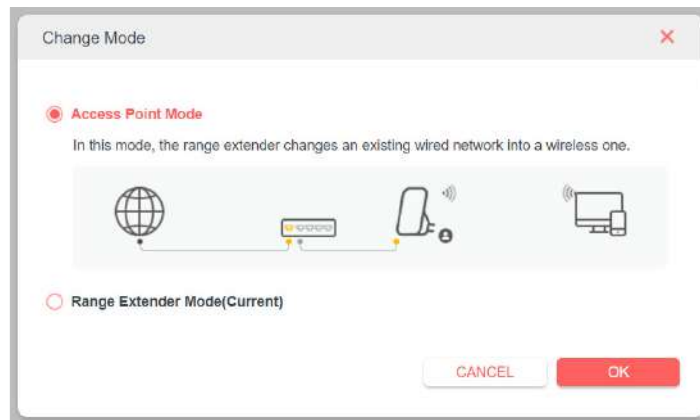 Change Mode
Access Point Mode
In this mode, the range extender changes an existing wired network into a wireless one.
Range Extender Mode(Current)
CANCEL
OK